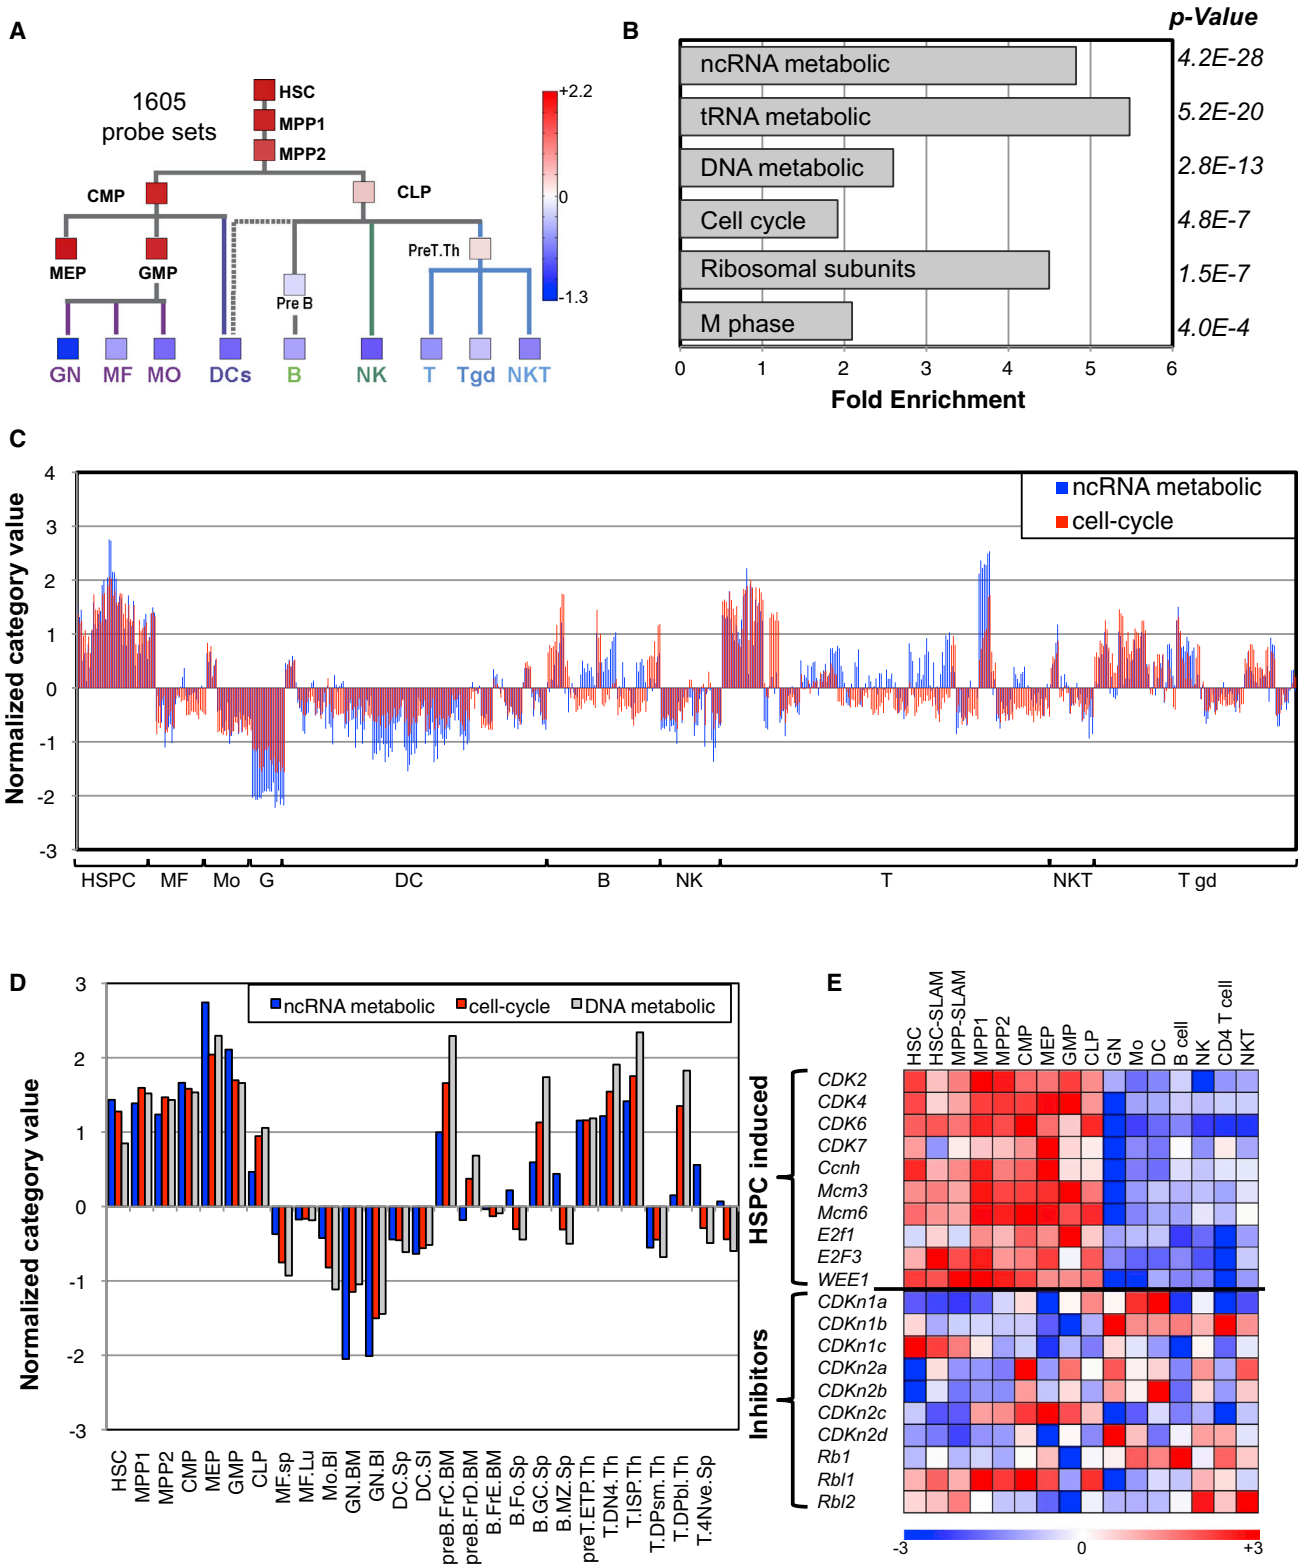 A
1605
probe sets
HSC
MPP1
MPP2
CMP
CLP
MEP
GMP
PreT.Th
Pre B
GN
MF
MO
DCs
B
NK
T
Tgd
NKT
+2.2
0
-1.3
B
p-Value
ncRNA metabolic
4.2E-28
tRNA metabolic
5.2E-20
DNA metabolic
2.8E-13
Cell cycle
4.8E-7
Ribosomal subunits
1.5E-7
M phase
4.0E-4
0 1 2 3 4 5 6
Fold Enrichment
C
Normalized category value
4
3
2
1
0
-1
-2
-3
ncRNA metabolic
cell-cycle
HSPC MF Mo G DC B NK T NKT T gd
D
Normalized category value
3
2
1
0
-1
-2
-3
ncRNA metabolic cell-cycle DNA metabolic
HSC
MPP1
MPP2
CMP
MEP
GMP
CLP
MF.sp
MF.Lu
Mo.Bl
GN.BM
GN.Bl
DC.Sp
DC.SI
preB.FrC.BM
preB.FrD.BM
B.FrE.BM
B.Fo.Sp
B.GC.Sp
B.MZ.Sp
preT.ETP.Th
T.DN4.Th
T.ISP.Th
T.DPsm.Th
T.DPbl.Th
T.4Nve.Sp
E
HSC
HSC-SLAM
MPP-SLAM
MPP1
MPP2
CMP
MEP
GMP
CLP
GN
Mo
DC
B cell
NK
CD4 T cell
NKT
HSPC induced
CDK2
CDK4
CDK6
CDK7
Ccnh
Mcm3
Mcm6
E2f1
E2F3
WEE1
Inhibitors
CDKn1a
CDKn1b
CDKn1c
CDKn2a
CDKn2b
CDKn2c
CDKn2d
Rb1
Rbl1
Rbl2
-3 0 +3